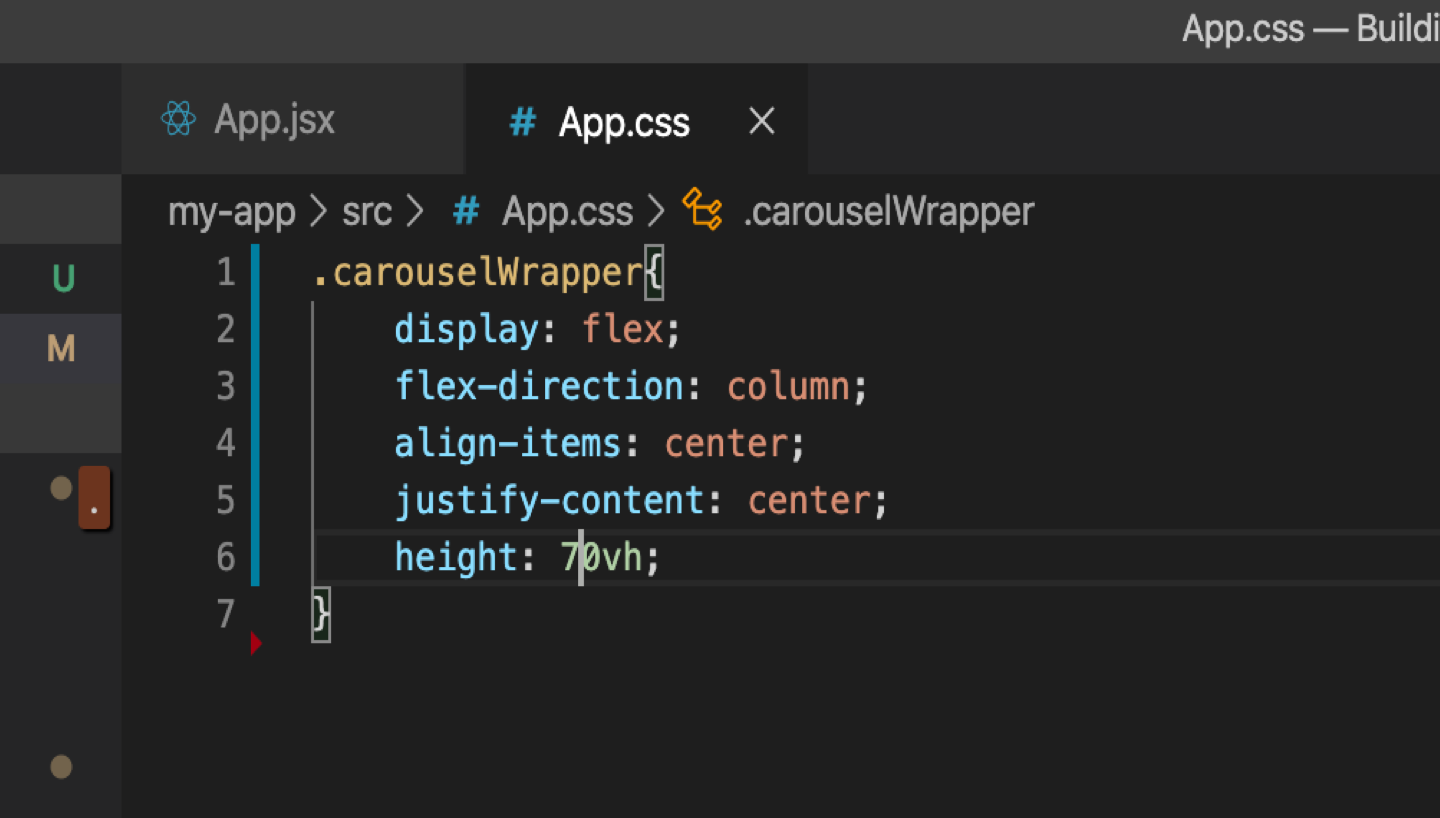 App.css — Buildi
App.jsx # App.css
my-app > src > # App.css > .carouselWrapper
U
M
.
1 .carouselWrapper{
2 display: flex;
3 flex-direction: column;
4 align-items: center;
5 justify-content: center;
6 height: 70vh;
7 }